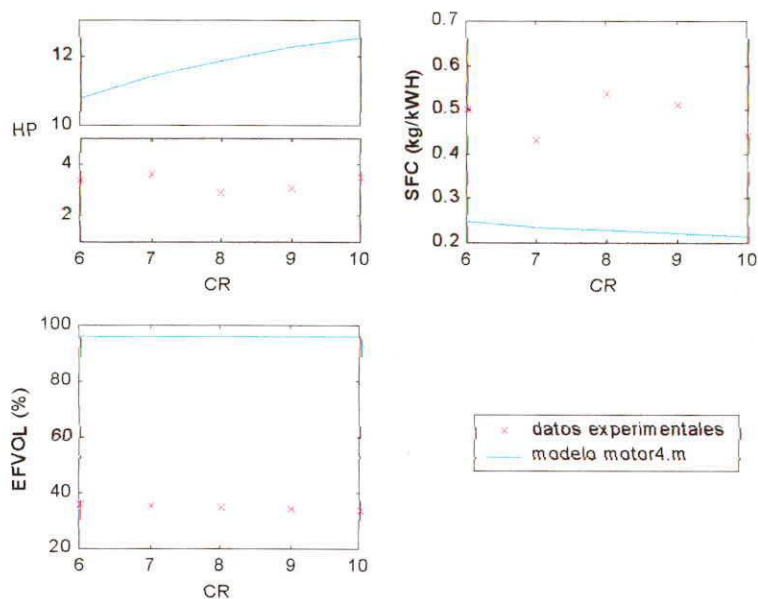 12
10
HP
4
2
6 7 8 9 10
CR
0.7
0.6
0.5
0.4
0.3
0.2
SFC (kg/kWH)
6 7 8 9 10
CR
100
80
60
40
20
EFVOL (%)
6 7 8 9 10
CR
datos experimentales
modelo motor4.m